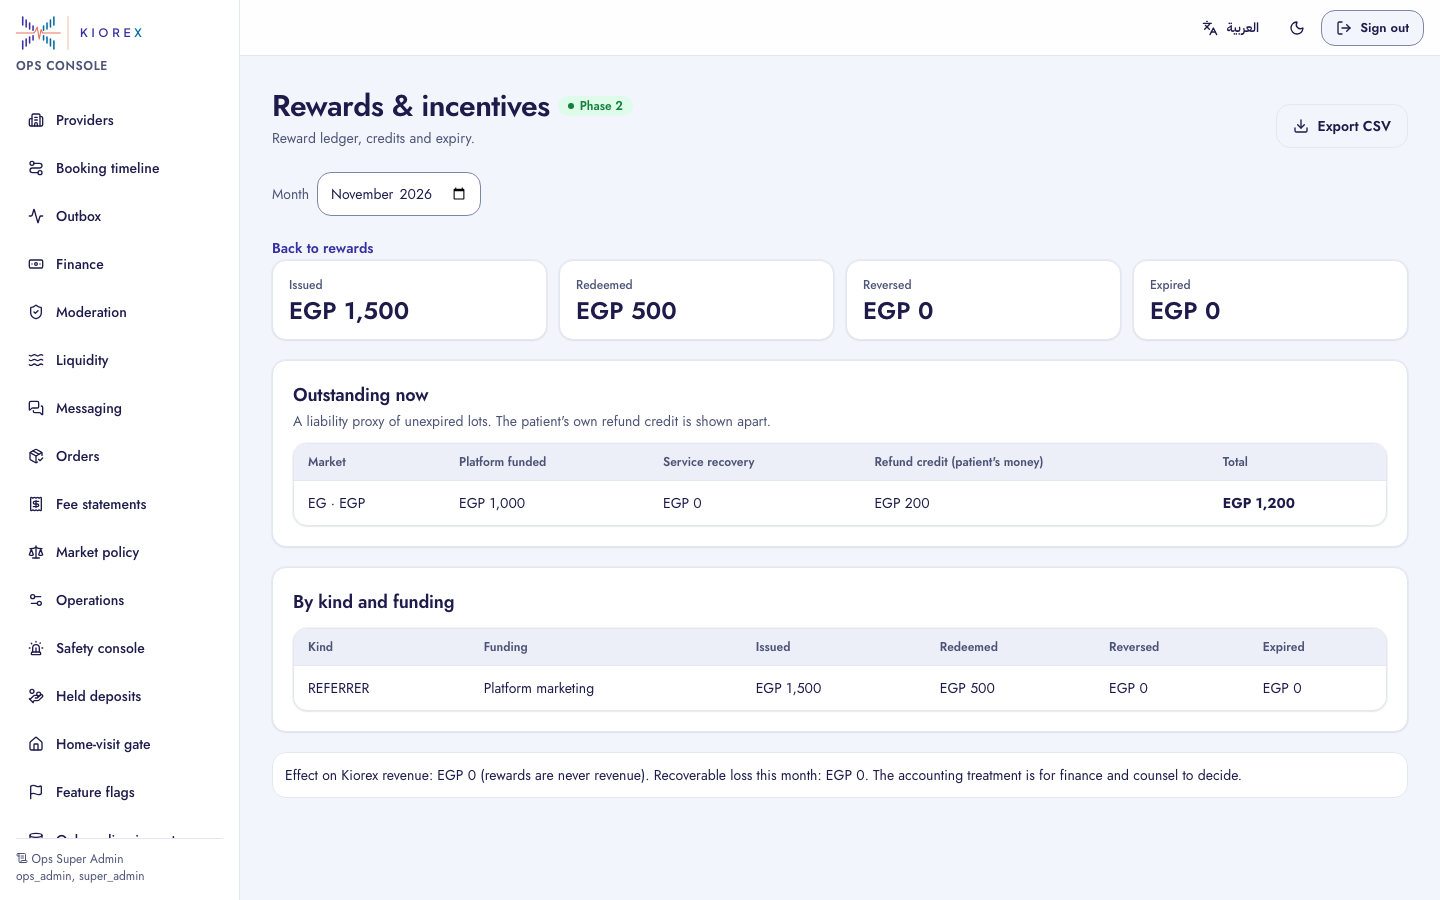 KIOREX
OPS CONSOLE
Providers
Booking timeline
Outbox
Finance
Moderation
Liquidity
Messaging
Orders
Fee statements
Market policy
Operations
Safety console
Held deposits
Home-visit gate
Feature flags
Ops Super Admin
ops_admin, super_admin
العربية
Sign out
Rewards & incentives
Phase 2
Reward ledger, credits and expiry.
Export CSV
Month
November 2026
Back to rewards
Issued
EGP 1,500
Redeemed
EGP 500
Reversed
EGP 0
Expired
EGP 0
Outstanding now
A liability proxy of unexpired lots. The patient's own refund credit is shown apart.
Market Platform funded Service recovery Refund credit (patient's money) Total
EG · EGP EGP 1,000 EGP 0 EGP 200 EGP 1,200
By kind and funding
Kind Funding Issued Redeemed Reversed Expired
REFERRER Platform marketing EGP 1,500 EGP 500 EGP 0 EGP 0
Effect on Kiorex revenue: EGP 0 (rewards are never revenue). Recoverable loss this month: EGP 0. The accounting treatment is for finance and counsel to decide.